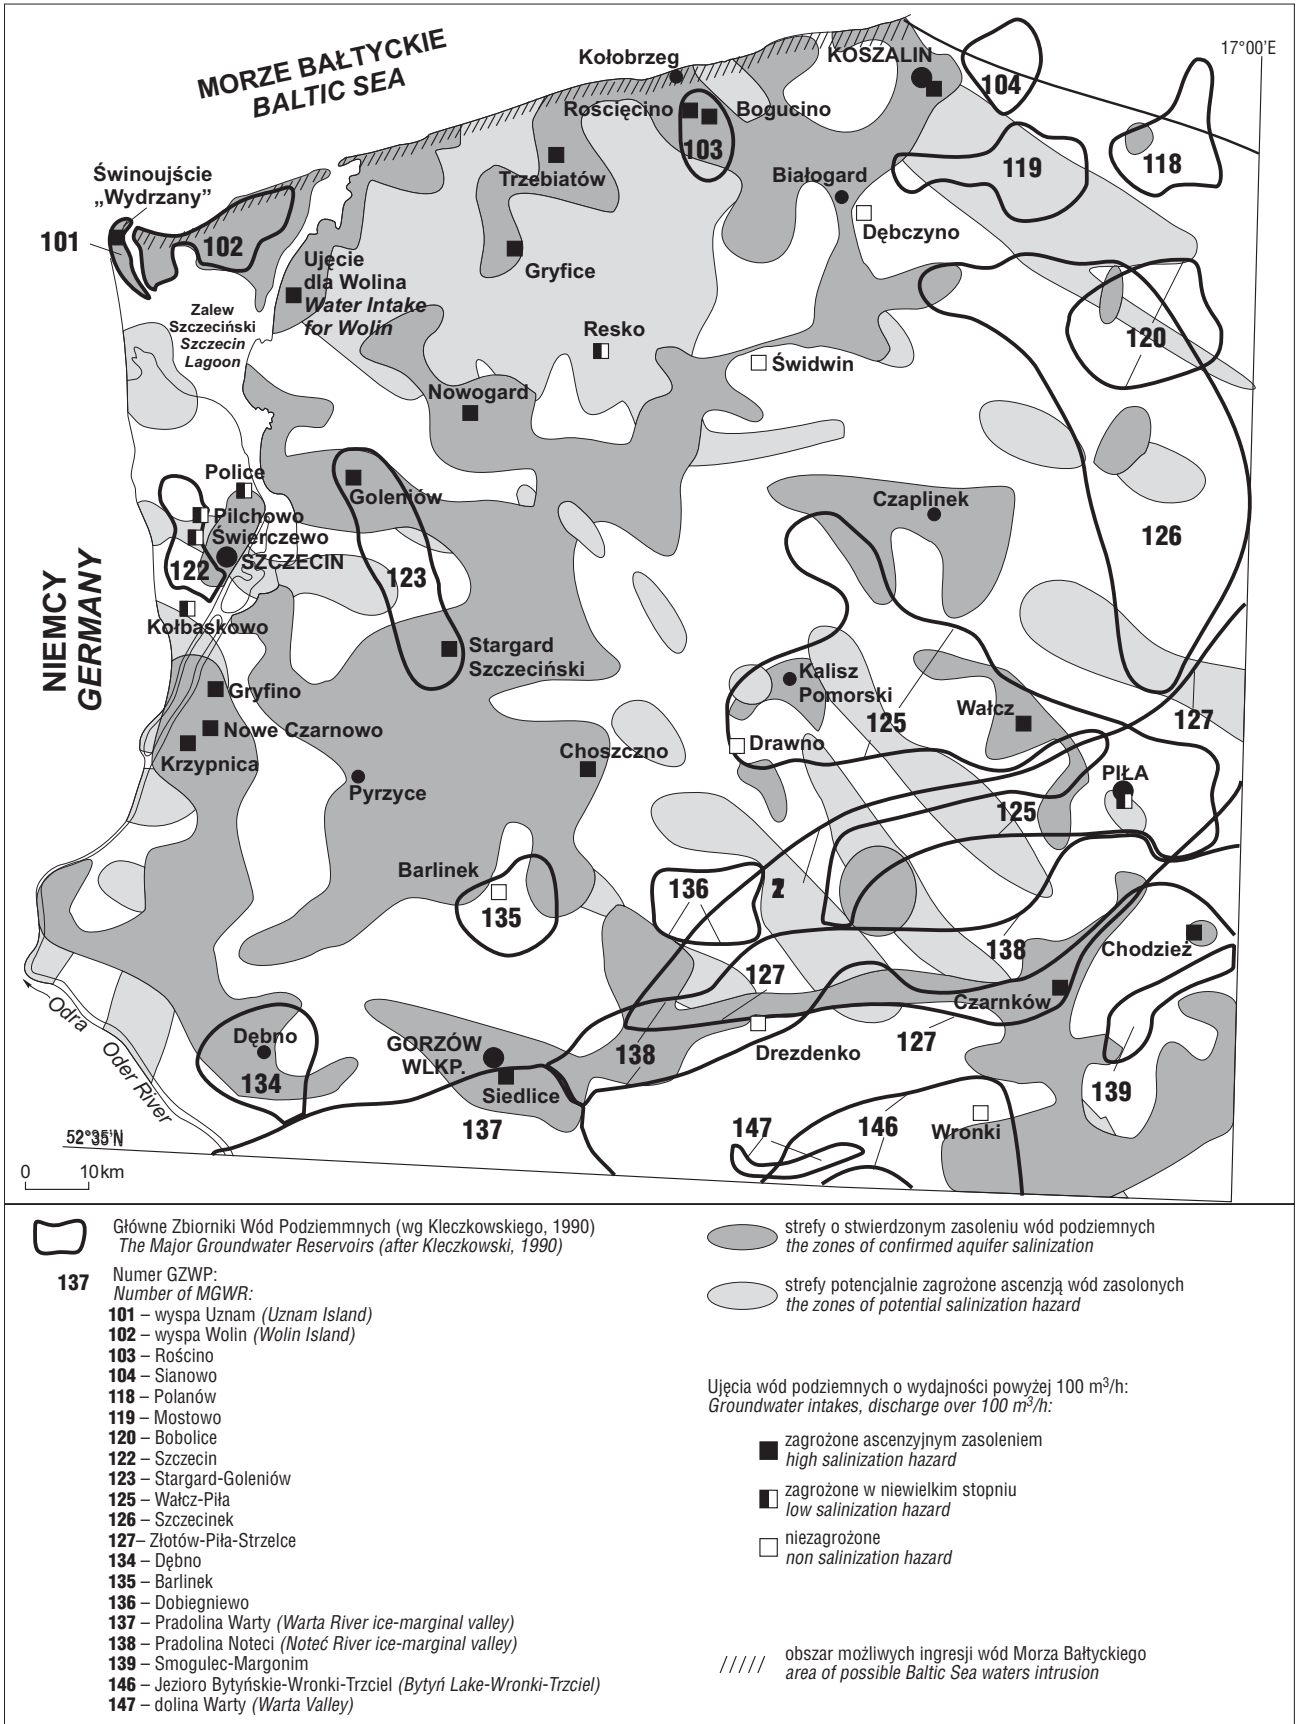 MORZE BAŁTYCKIE
BALTIC SEA
17°00'E
Kołobrzeg
KOSZALIN
104
Rościęcino
Bogucino
103
119
118
Świnoujście
„Wydrzany”
Trzebiatów
Białogard
Dębczyno
101
102
Ujęcie
dla Wolina
Water Intake
for Wolin
Gryfice
Zalew
Szczeciński
Szczecin
Lagoon
Resko
120
Świdwin
Nowogard
Police
Goleniów
Czaplinek
Pilchowo
Świerczewo
SZCZECIN
122
123
126
NIEMCY
GERMANY
Kołbaskowo
Stargard
Szczeciński
Kalisz
Pomorski
Gryfino
125
Wałcz
127
Nowe Czarnowo
Krzypnica
Choszczno
Drawno
Pyrzyce
PIŁA
125
Barlinek
135
136
138
Chodzież
127
Czarnków
Odra
Oder River
Dębno
134
GORZÓW
WLKP.
Siedlice
138
Drezdenko
127
139
137
147
146
Wronki
52°35'N
0 10 km
Główne Zbiorniki Wód Podziemmnych (wg Kleczkowskiego, 1990)
The Major Groundwater Reservoirs (after Kleczkowski, 1990)
137 Numer GZWP:
Number of MGWR:
101 – wyspa Uznam (Uznam Island)
102 – wyspa Wolin (Wolin Island)
103 – Rościno
104 – Sianowo
118 – Polanów
119 – Mostowo
120 – Bobolice
122 – Szczecin
123 – Stargard-Goleniów
125 – Wałcz-Piła
126 – Szczecinek
127– Złotów-Piła-Strzelce
134 – Dębno
135 – Barlinek
136 – Dobiegniewo
137 – Pradolina Warty (Warta River ice-marginal valley)
138 – Pradolina Noteci (Noteć River ice-marginal valley)
139 – Smogulec-Margonim
146 – Jezioro Bytyńskie-Wronki-Trzciel (Bytyń Lake-Wronki-Trzciel)
147 – dolina Warty (Warta Valley)
strefy o stwierdzonym zasoleniu wód podziemnych
the zones of confirmed aquifer salinization
strefy potencjalnie zagrożone ascenzją wód zasolonych
the zones of potential salinization hazard
Ujęcia wód podziemnych o wydajności powyżej 100 m³/h:
Groundwater intakes, discharge over 100 m³/h:
zagrożone ascenzyjnym zasoleniem
high salinization hazard
zagrożone w niewielkim stopniu
low salinization hazard
niezagrożone
non salinization hazard
obszar możliwych ingresji wód Morza Bałtyckiego
area of possible Baltic Sea waters intrusion